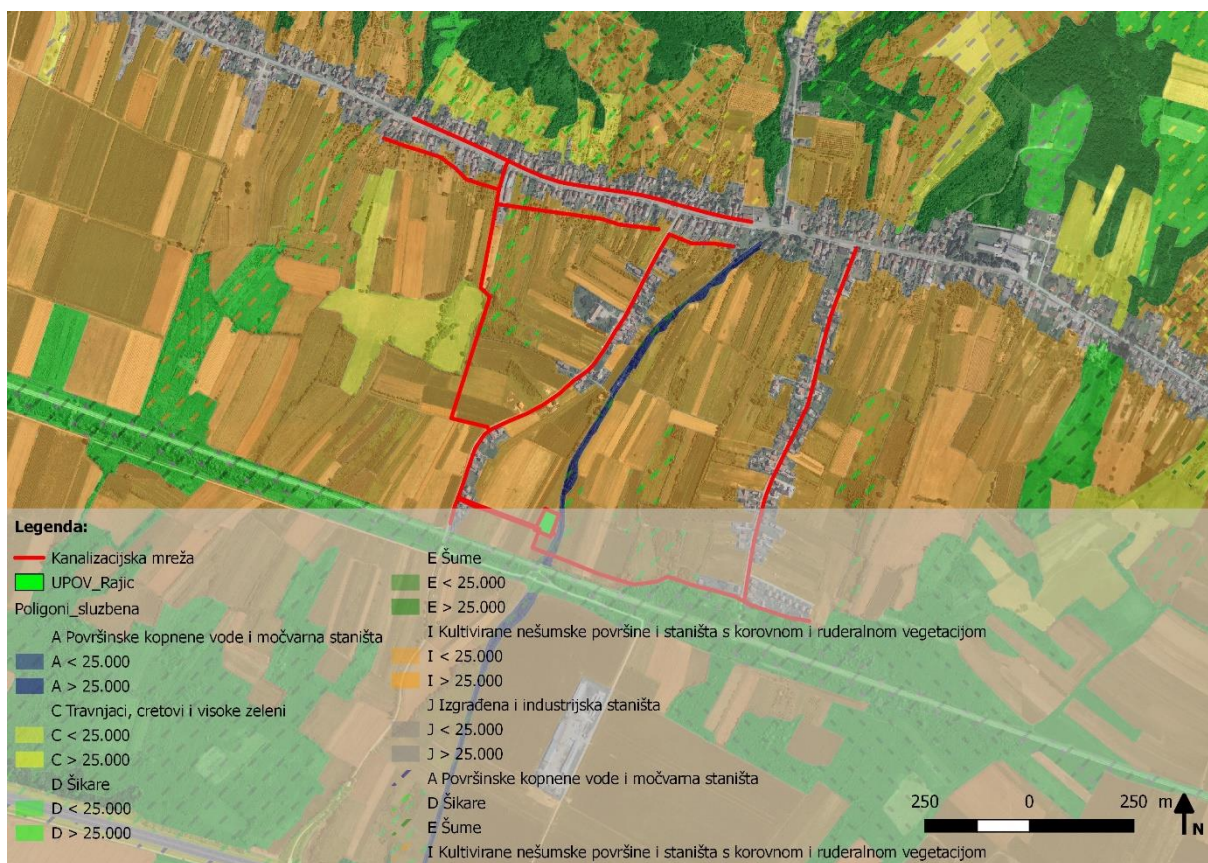 Legenda:
Kanalizacijska mreža
UPOV_Rajic
Poligoni_sluzbena
A Površinske kopnene vode i močvarna staništa
A < 25.000
A > 25.000
C Travnjaci, cretovi i visoke zeleni
C < 25.000
C > 25.000
D Šikare
D < 25.000
D > 25.000
E Šume
E < 25.000
E > 25.000
I Kultivirane nešumske površine i staništa s korovnom i ruderalnom vegetacijom
I < 25.000
I > 25.000
J Izgrađena i industrijska staništa
J < 25.000
J > 25.000
A Površinske kopnene vode i močvarna staništa
D Šikare
E Šume
I Kultivirane nešumske površine i staništa s korovnom i ruderalnom vegetacijom
250 0 250 m
N